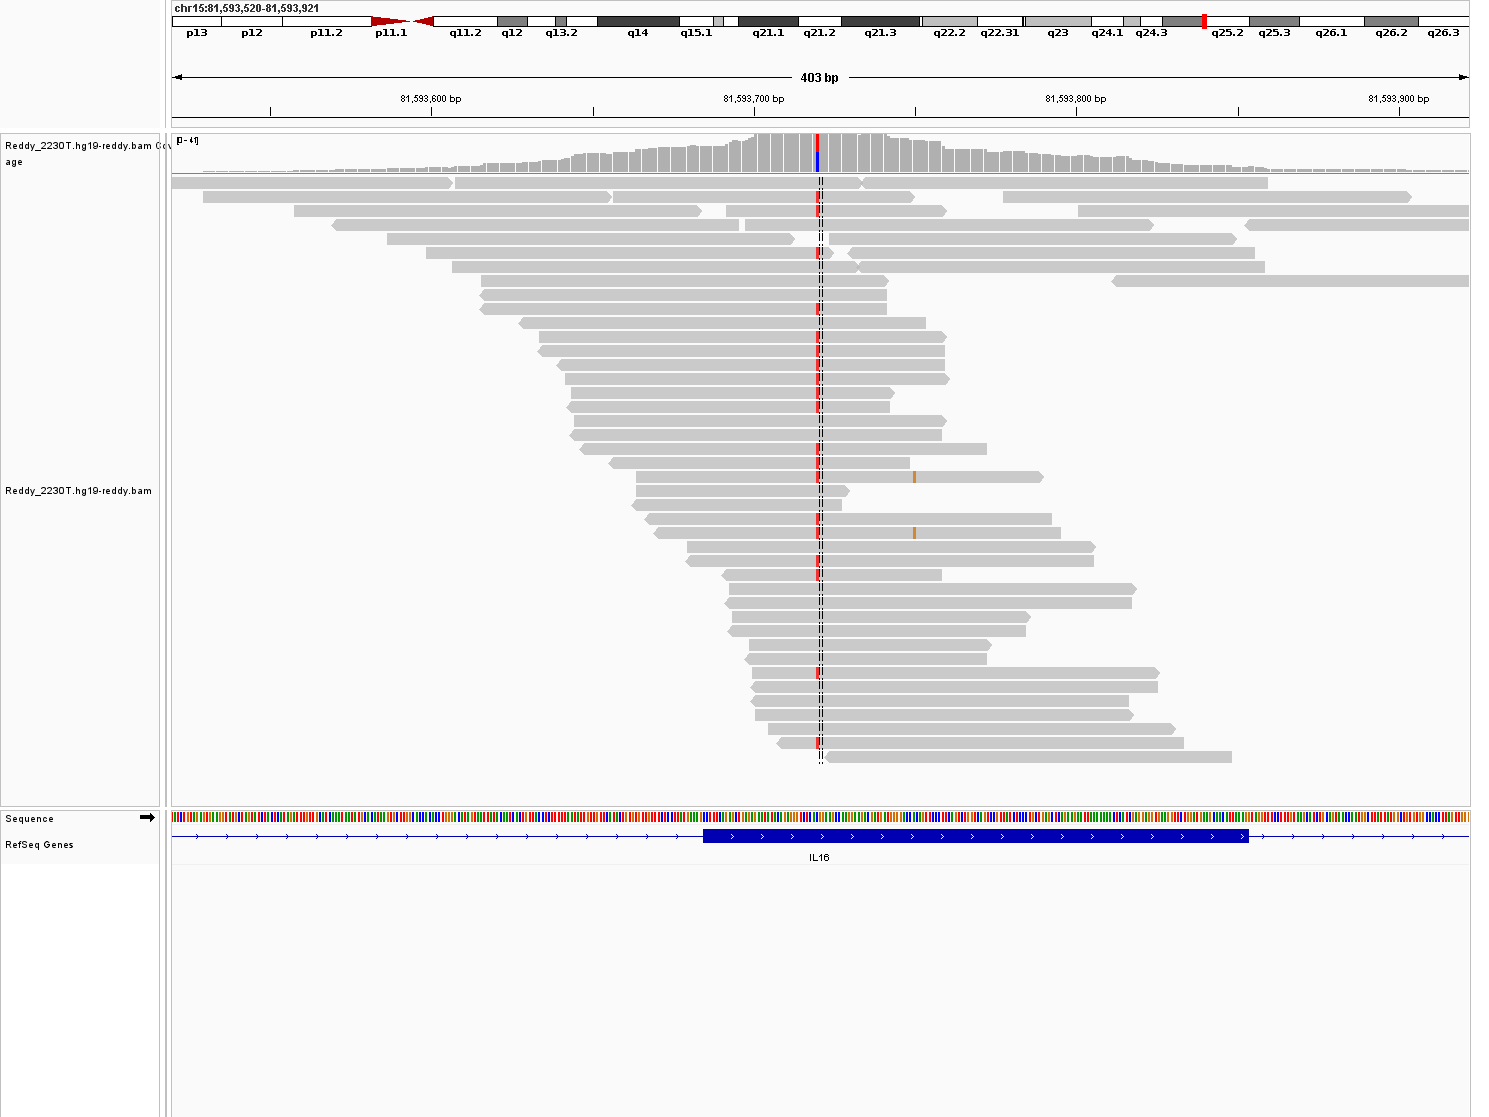 chr15:81,593,520-81,593,921
p13 p12 p11.2 p11.1 q11.2 q12 q13.2 q14 q15.1 q21.1 q21.2 q21.3 q22.2 q22.31 q23 q24.1 q24.3 q25.2 q25.3 q26.1 q26.2 q26.3
403 bp
81,593,600 bp 81,593,700 bp 81,593,800 bp 81,593,900 bp
Reddy_2230T.hg19-reddy.bam Cov
age
[0 - 41]
Reddy_2230T.hg19-reddy.bam
Sequence
RefSeq Genes
IL16